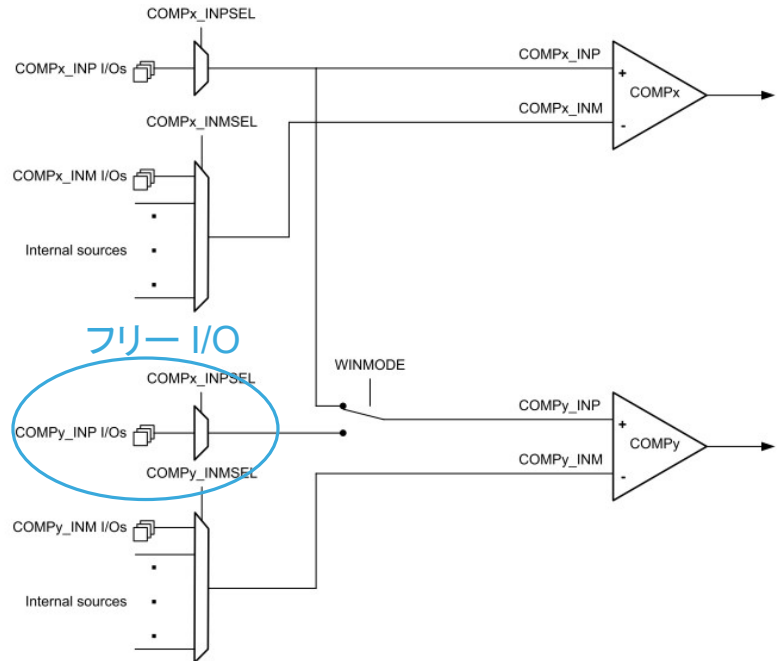 COMPx_INPSEL
COMPx_INP I/Os
COMPx_INP
+
COMPx
COMPx_INM
-
COMPx_INMSEL
COMPx_INM I/Os
Internal sources
フリー I/O
COMPx_INPSEL
WINMODE
COMPy_INP I/Os
COMPy_INP
+
COMPy
COMPy_INM
-
COMPy_INMSEL
COMPy_INM I/Os
Internal sources